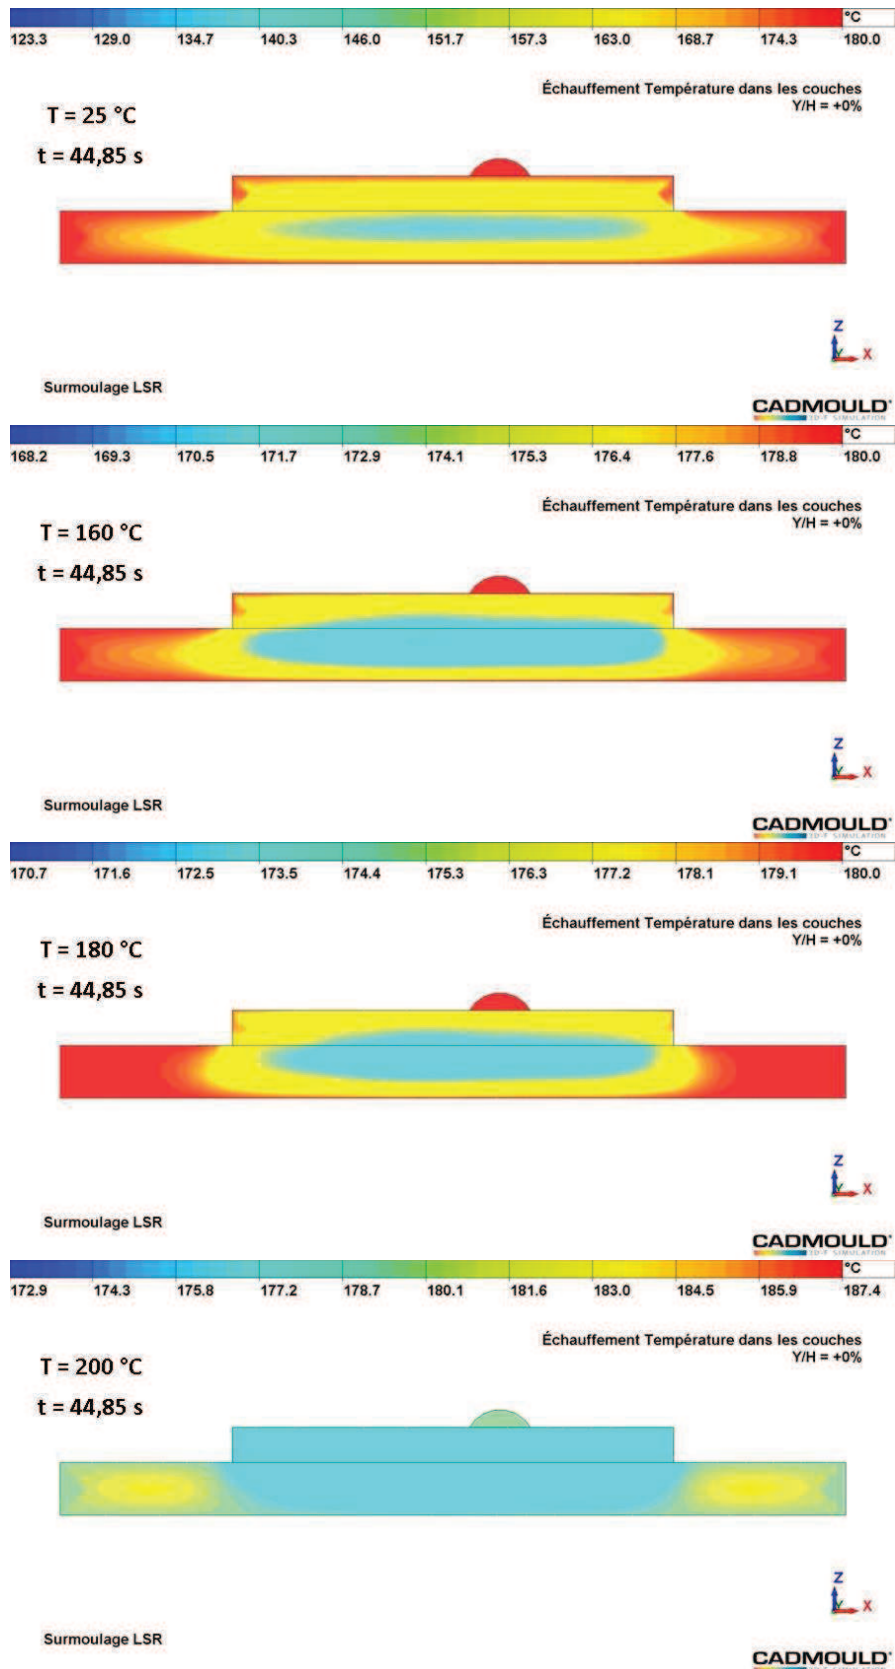 °C
123.3 129.0 134.7 140.3 146.0 151.7 157.3 163.0 168.7 174.3 180.0
Échauffement Température dans les couches
Y/H = +0%
T = 25 °C
t = 44,85 s
Z
Y
X
Surmoulage LSR
CADMOULD®
3D-F SIMULATION
°C
168.2 169.3 170.5 171.7 172.9 174.1 175.3 176.4 177.6 178.8 180.0
Échauffement Température dans les couches
Y/H = +0%
T = 160 °C
t = 44,85 s
Z
Y
X
Surmoulage LSR
CADMOULD®
3D-F SIMULATION
°C
170.7 171.6 172.5 173.5 174.4 175.3 176.3 177.2 178.1 179.1 180.0
Échauffement Température dans les couches
Y/H = +0%
T = 180 °C
t = 44,85 s
Z
Y
X
Surmoulage LSR
CADMOULD®
3D-F SIMULATION
°C
172.9 174.3 175.8 177.2 178.7 180.1 181.6 183.0 184.5 185.9 187.4
Échauffement Température dans les couches
Y/H = +0%
T = 200 °C
t = 44,85 s
Z
Y
X
Surmoulage LSR
CADMOULD®